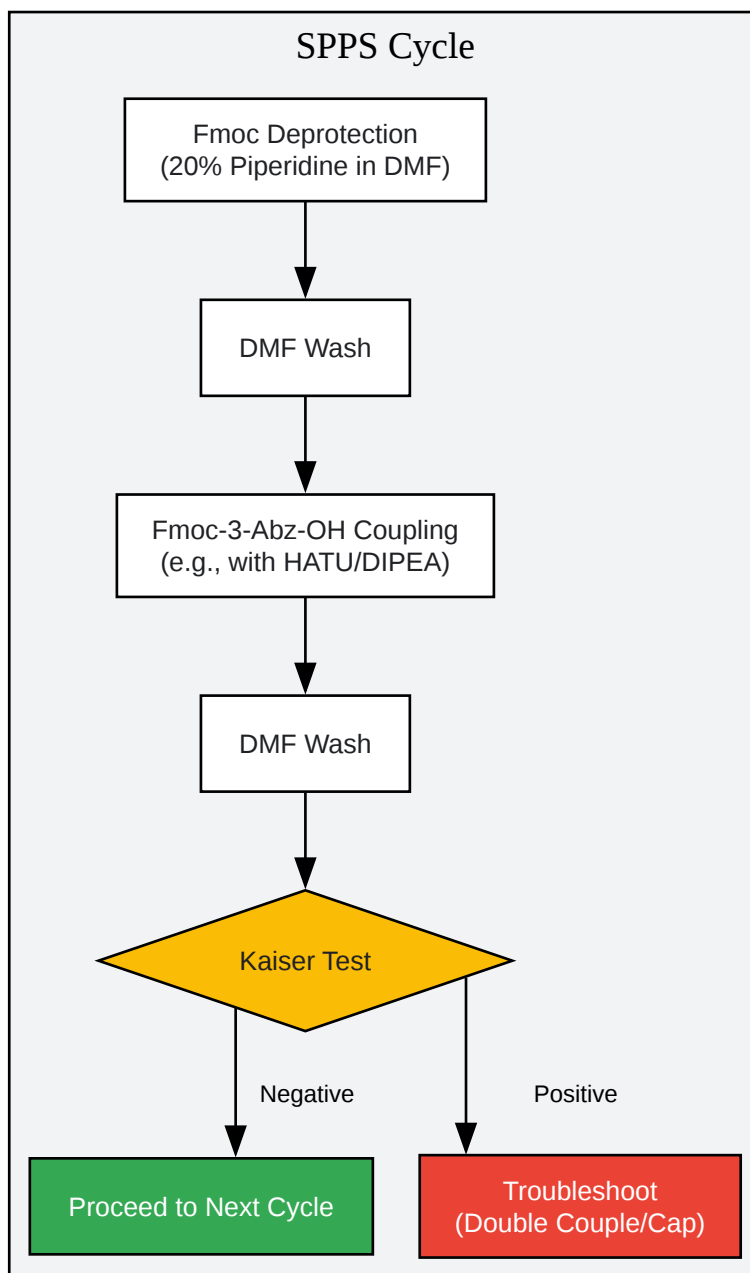 SPPS Cycle
Fmoc Deprotection
(20% Piperidine in DMF)
DMF Wash
Fmoc-3-Abz-OH Coupling
(e.g., with HATU/DIPEA)
DMF Wash
Kaiser Test
Negative
Positive
Proceed to Next Cycle
Troubleshoot
(Double Couple/Cap)